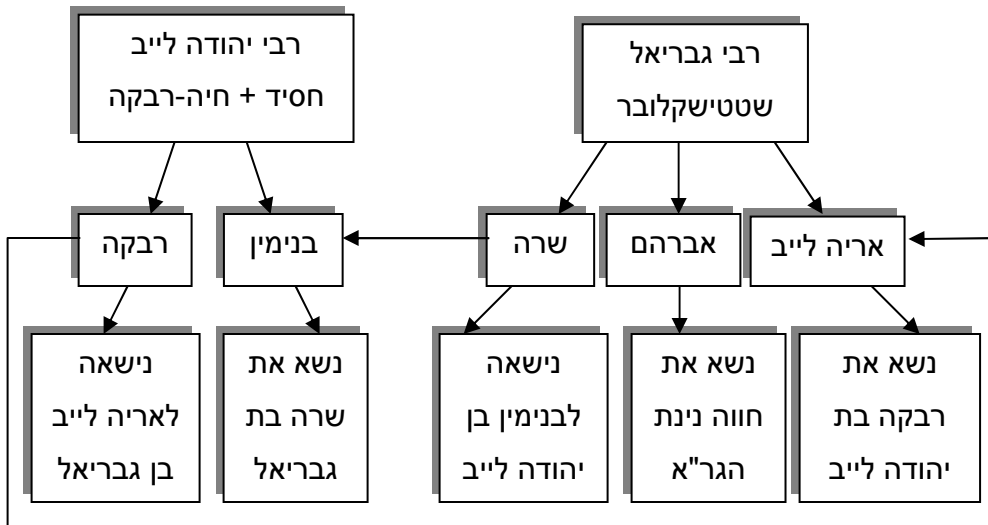 רבי גבריאל
שטטישקלובר
רבי יהודה לייב
חסיד + חיה-רבקה
אריה לייב
אברהם
שרה
בנימין
רבקה
נשא את
רבקה בת
יהודה לייב
נשא את
חווה נינת
הגר"א
נישאה
לבנימין בן
יהודה לייב
נשא את
שרה בת
גבריאל
נישאה
לאריה לייב
בן גבריאל